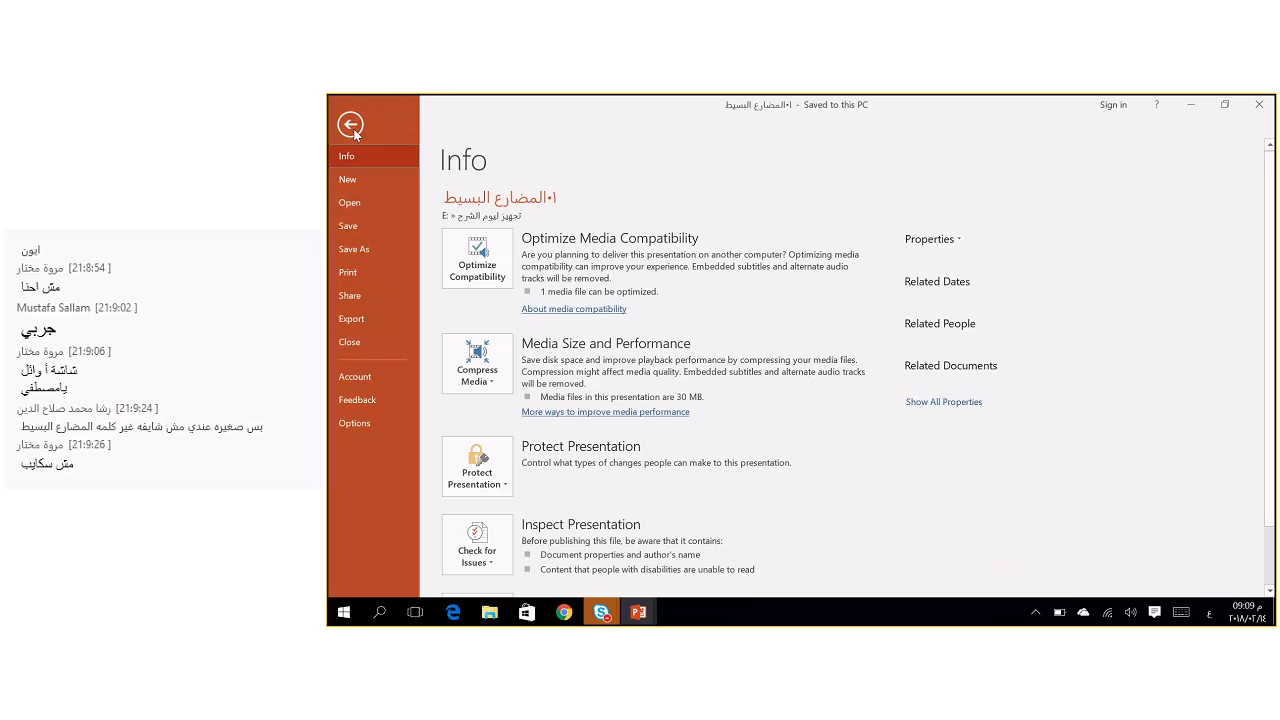 ايون
مروة مختار [21:8:54 ]
مش احنا
Mustafa Sallam [21:9:02 ]
جربي
مروة مختار [21:9:06 ]
شاشة أ وائل
يامصطفي
رشا محمد صلاح الدين [21:9:24 ]
بس صغيره عندي مش شايفه غير كلمه المضارع البسيط
مروة مختار [21:9:26 ]
مش سكايب
١•المضارع البسيط - Saved to this PC
Sign in ?
Info
New
Open
Save
Save As
Print
Share
Export
Close
Account
Feedback
Options
Info
١•المضارع البسيط
E: » تجهيز ليوم الشرح
Optimize Compatibility
Optimize Media Compatibility
Are you planning to deliver this presentation on another computer? Optimizing media
compatibility can improve your experience. Embedded subtitles and alternate audio
tracks will be removed.
1 media file can be optimized.
About media compatibility
Compress Media
Media Size and Performance
Save disk space and improve playback performance by compressing your media files.
Compression might affect media quality. Embedded subtitles and alternate audio tracks
will be removed.
Media files in this presentation are 30 MB.
More ways to improve media performance
Protect Presentation
Protect Presentation
Control what types of changes people can make to this presentation.
Check for Issues
Inspect Presentation
Before publishing this file, be aware that it contains:
Document properties and author's name
Content that people with disabilities are unable to read
Properties
Related Dates
Related People
Related Documents
Show All Properties
ع
09:09 م
٢٠١٨/٠٢/١٤